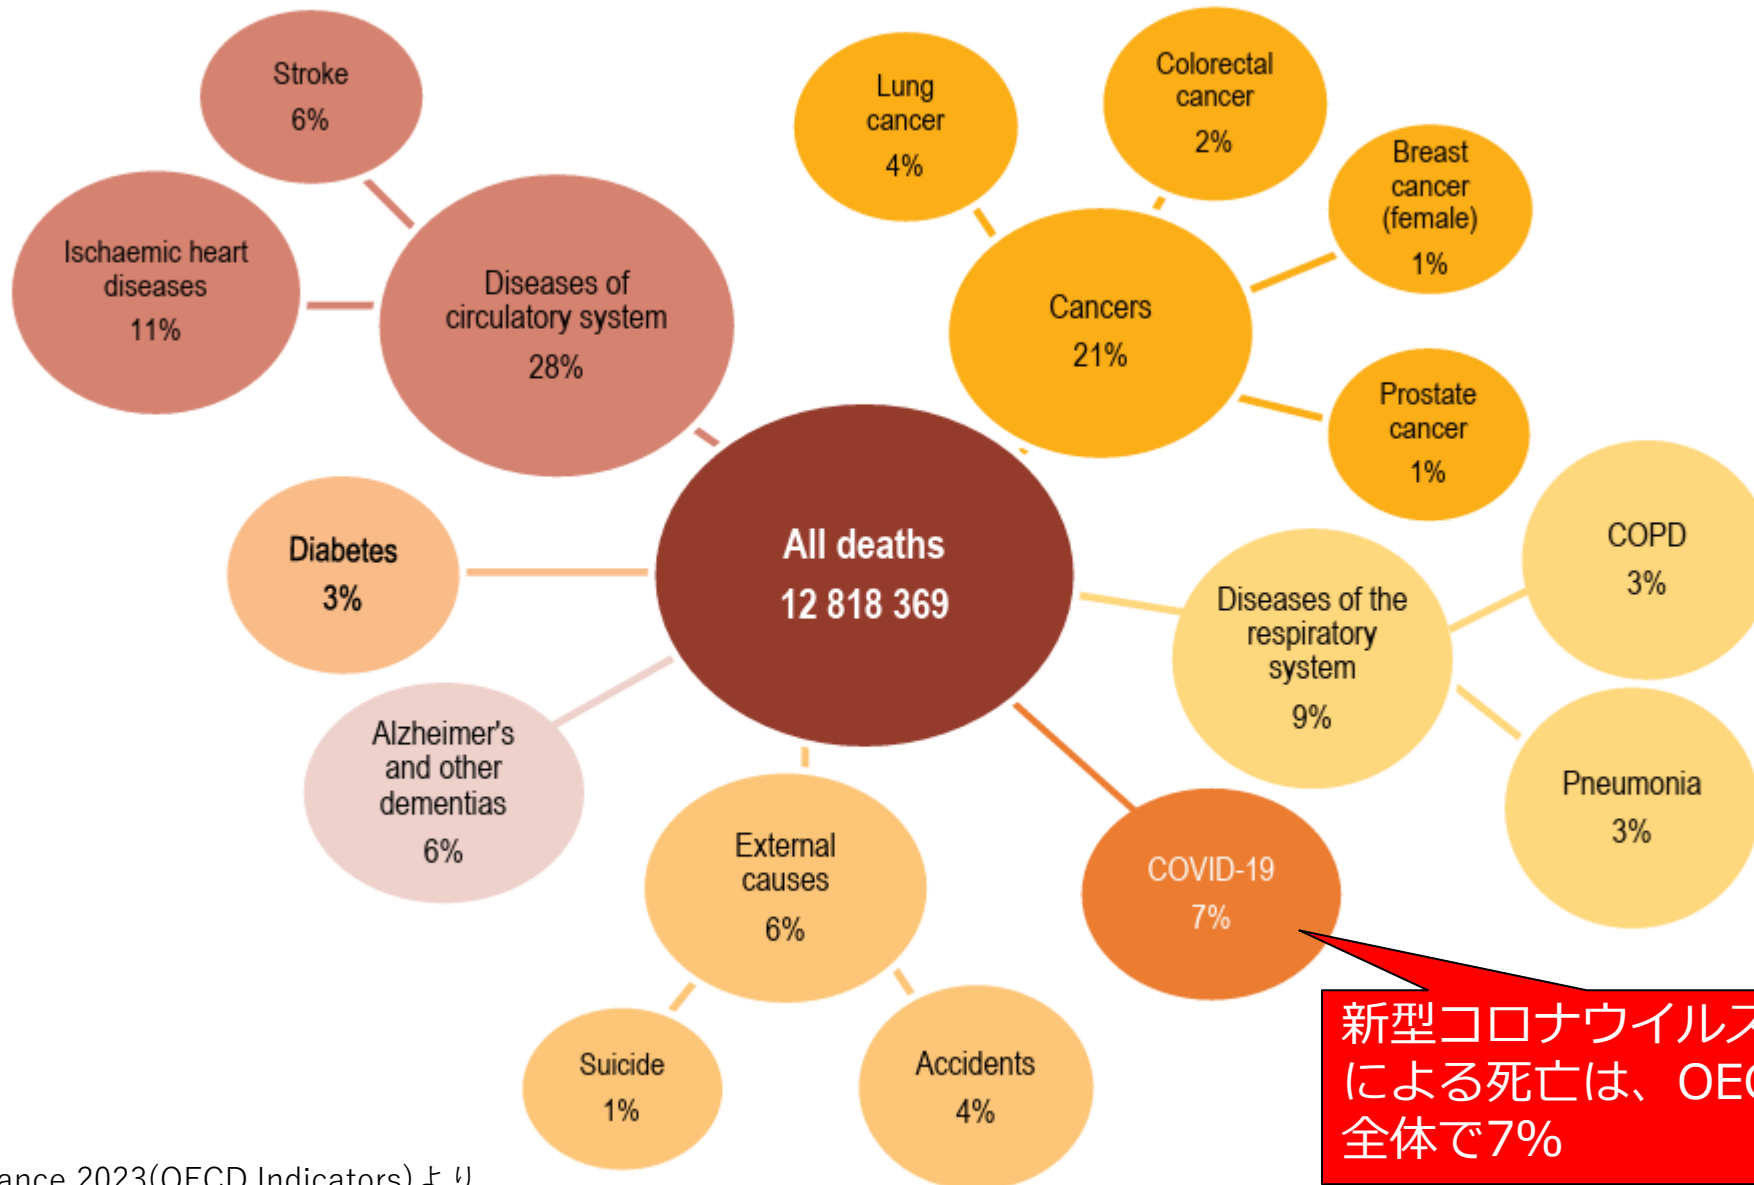 Stroke
6%
Ischaemic heart
diseases
11%
Diseases of
circulatory system
28%
Lung
cancer
4%
Colorectal
cancer
2%
Breast
cancer
(female)
1%
Cancers
21%
Prostate
cancer
1%
All deaths
12 818 369
Diabetes
3%
Alzheimer's
and other
dementias
6%
External
causes
6%
Suicide
1%
Accidents
4%
COVID-19
7%
Diseases of the
respiratory
system
9%
COPD
3%
Pneumonia
3%
新型コロナウイルス
による死亡は、OEC
全体で7%
ance 2023(OECD Indicators)より